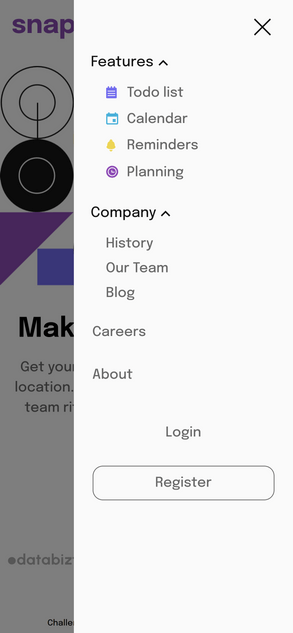 snap
Features
Todo list
Calendar
Reminders
Planning
Company
History
Our Team
Blog
Careers
About
Login
Register
Mak
Get your
location.
team ri
databiz
Challe